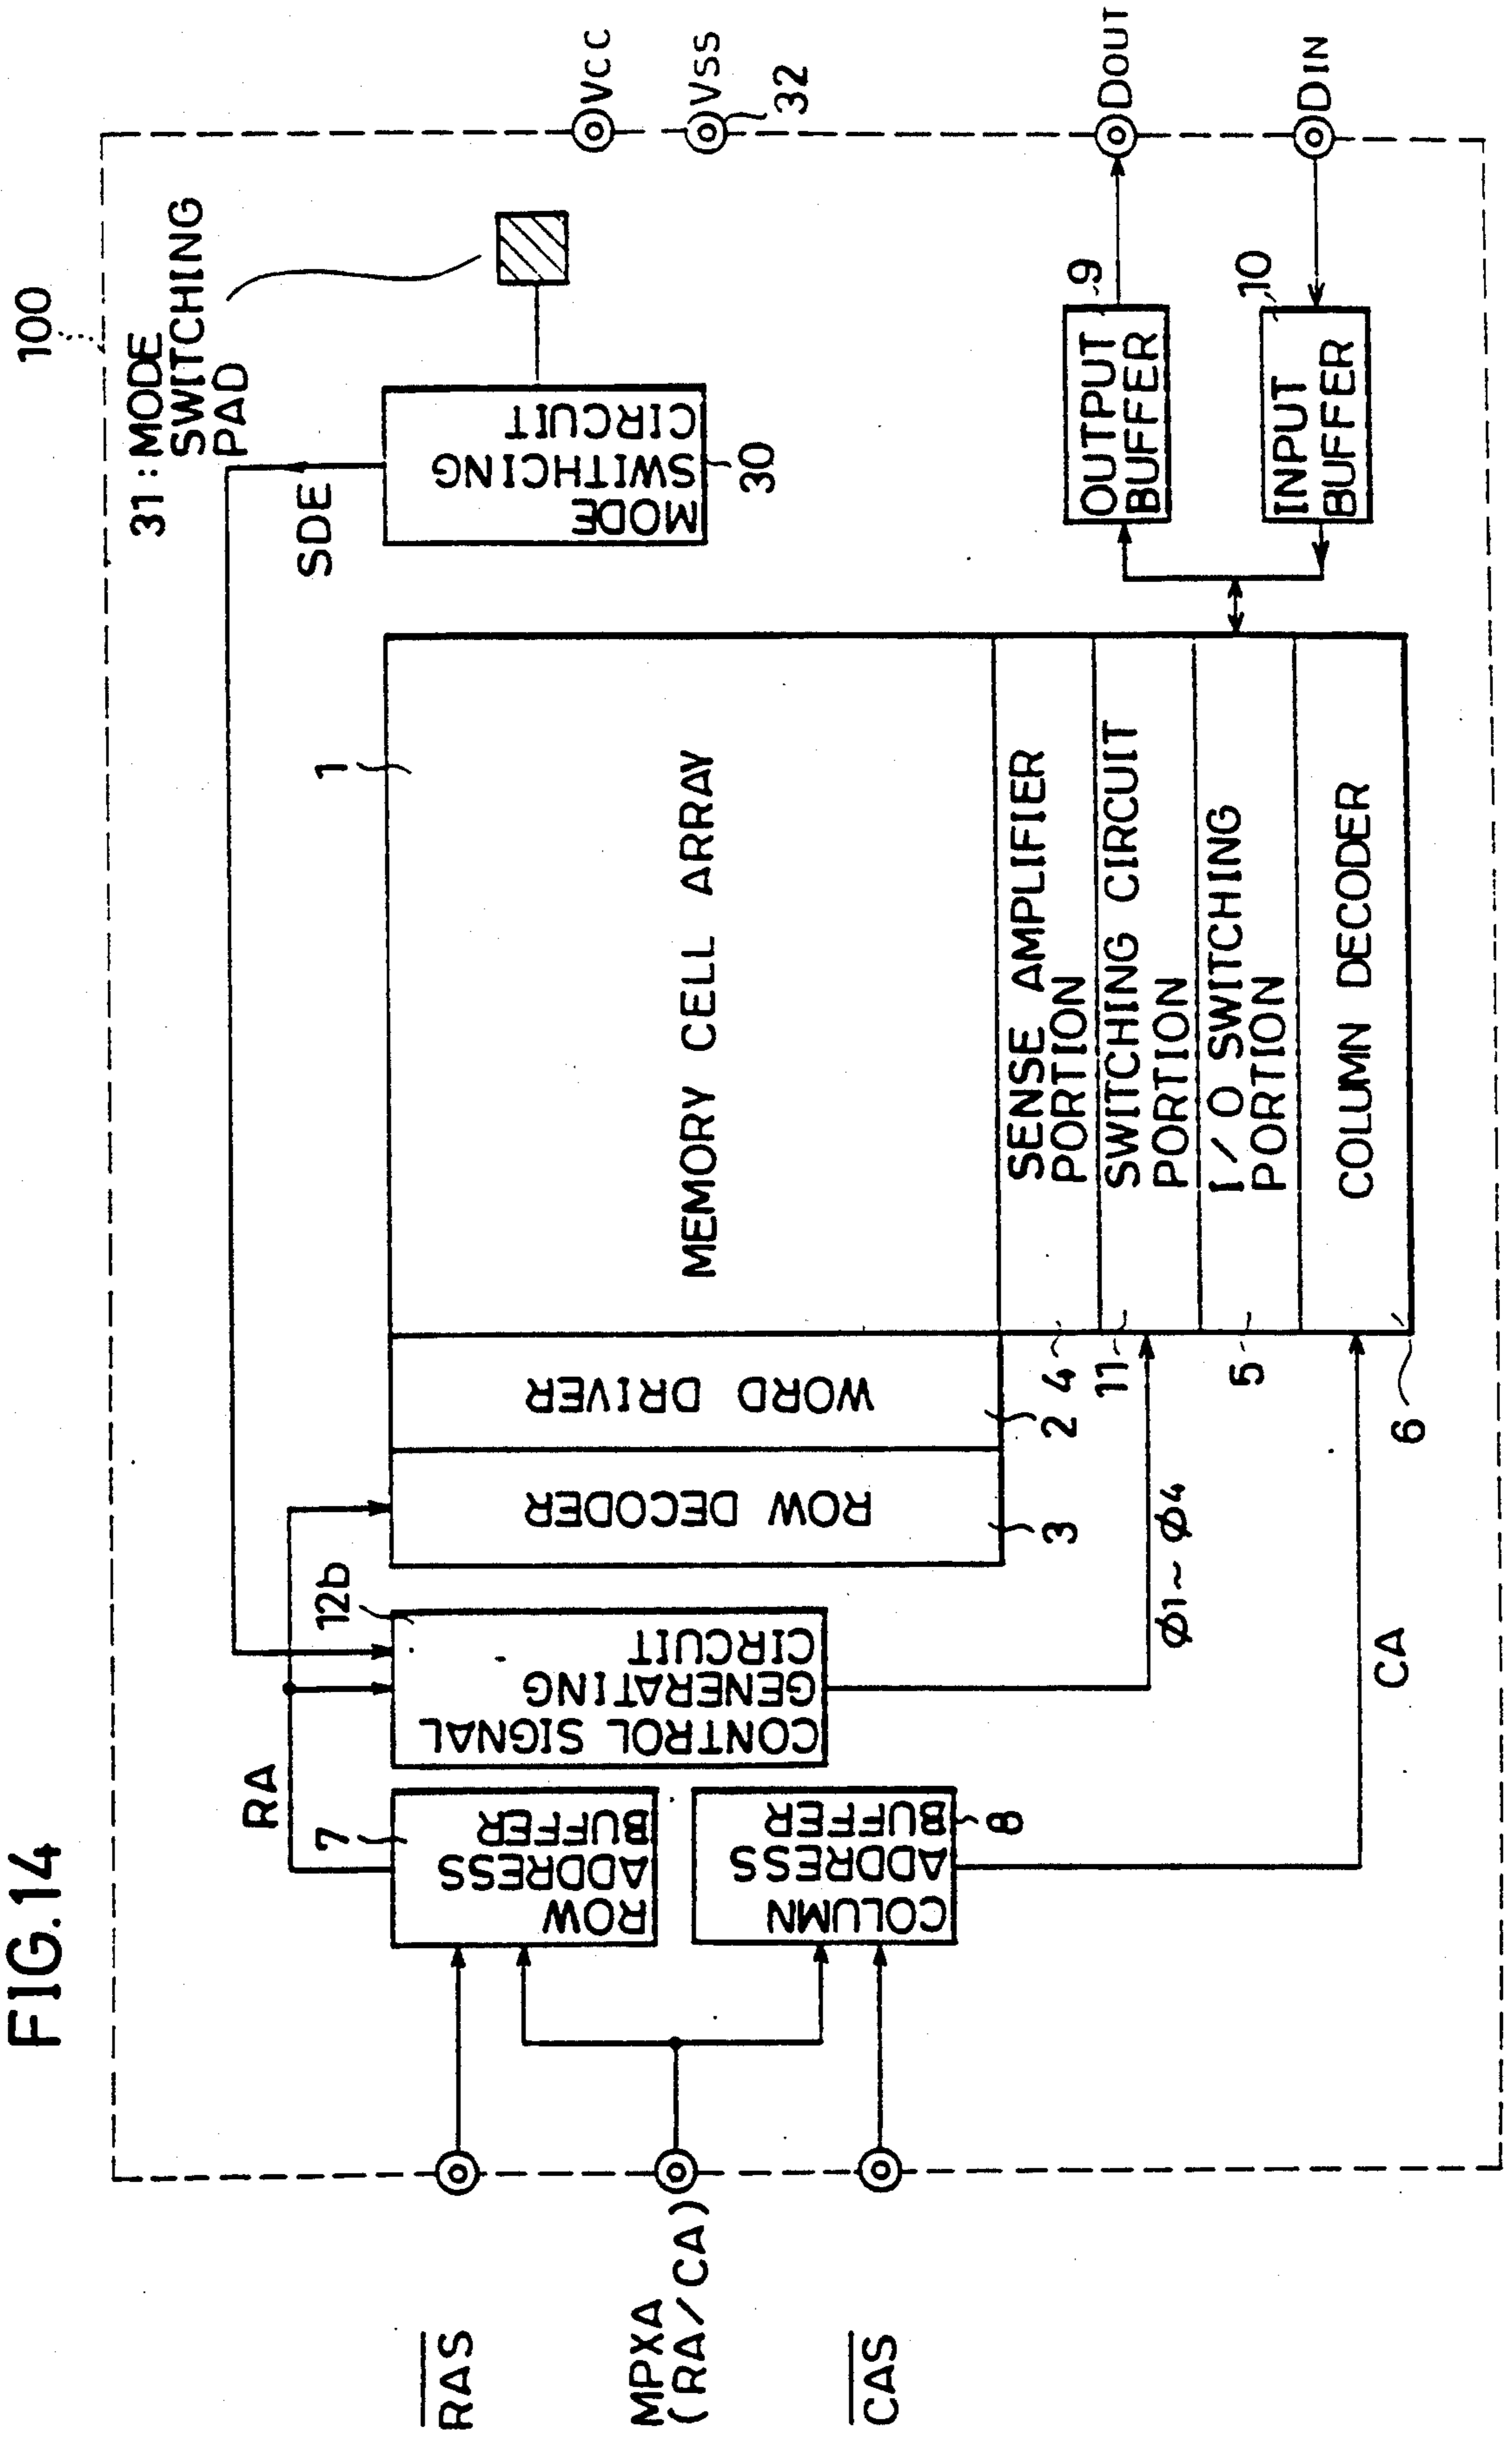 FIG.14
100
31:MODE
SWITCHING
PAD
VCC
VSS
32
SDE
MODE
SWITHCING
CIRCUIT
30
RA
12b
CONTROL SIGNAL
GENERATING
CIRCUIT
1
MEMORY CELL ARRAY
WORD DRIVER
2
ROW DECODER
3
7
ROW
ADDRESS
BUFFER
COLUMN
ADDRESS
BUFFER
8
RAS
MPXA
(RA/CA)
CAS
SENSE AMPLIFIER
PORTION
4
SWITCHING CIRCUIT
PORTION
11
I/O SWITCHING
PORTION
5
COLUMN DECODER
6
Ø1~Ø4
CA
OUTPUT
BUFFER
9
DOUT
INPUT
BUFFER
10
DIN